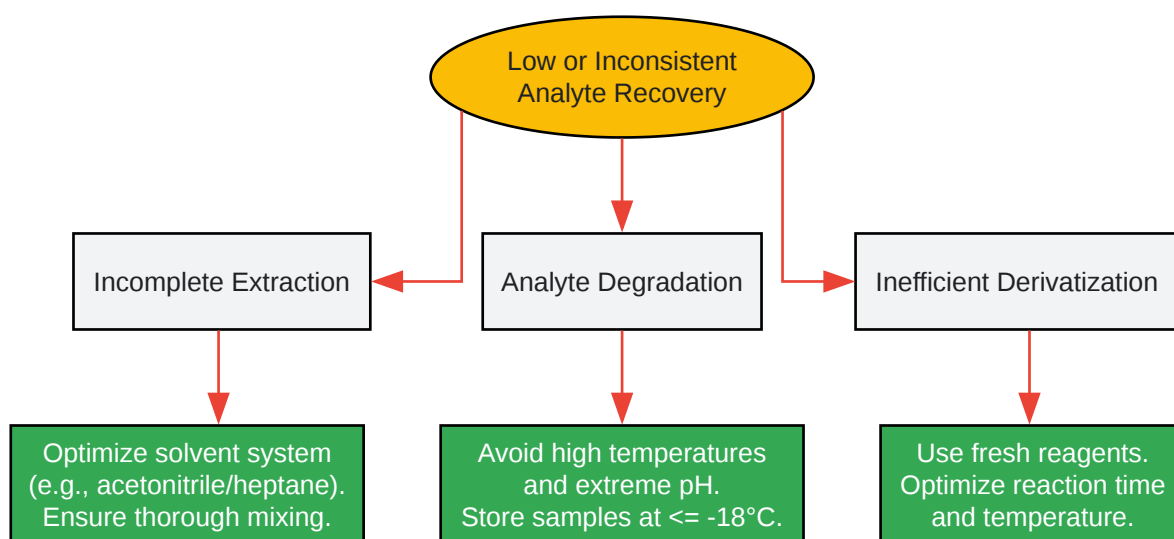 Low or Inconsistent
Analyte Recovery
Incomplete Extraction
Analyte Degradation
Inefficient Derivatization
Optimize solvent system
(e.g., acetonitrile/heptane).
Ensure thorough mixing.
Avoid high temperatures
and extreme pH.
Store samples at <= -18°C.
Use fresh reagents.
Optimize reaction time
and temperature.